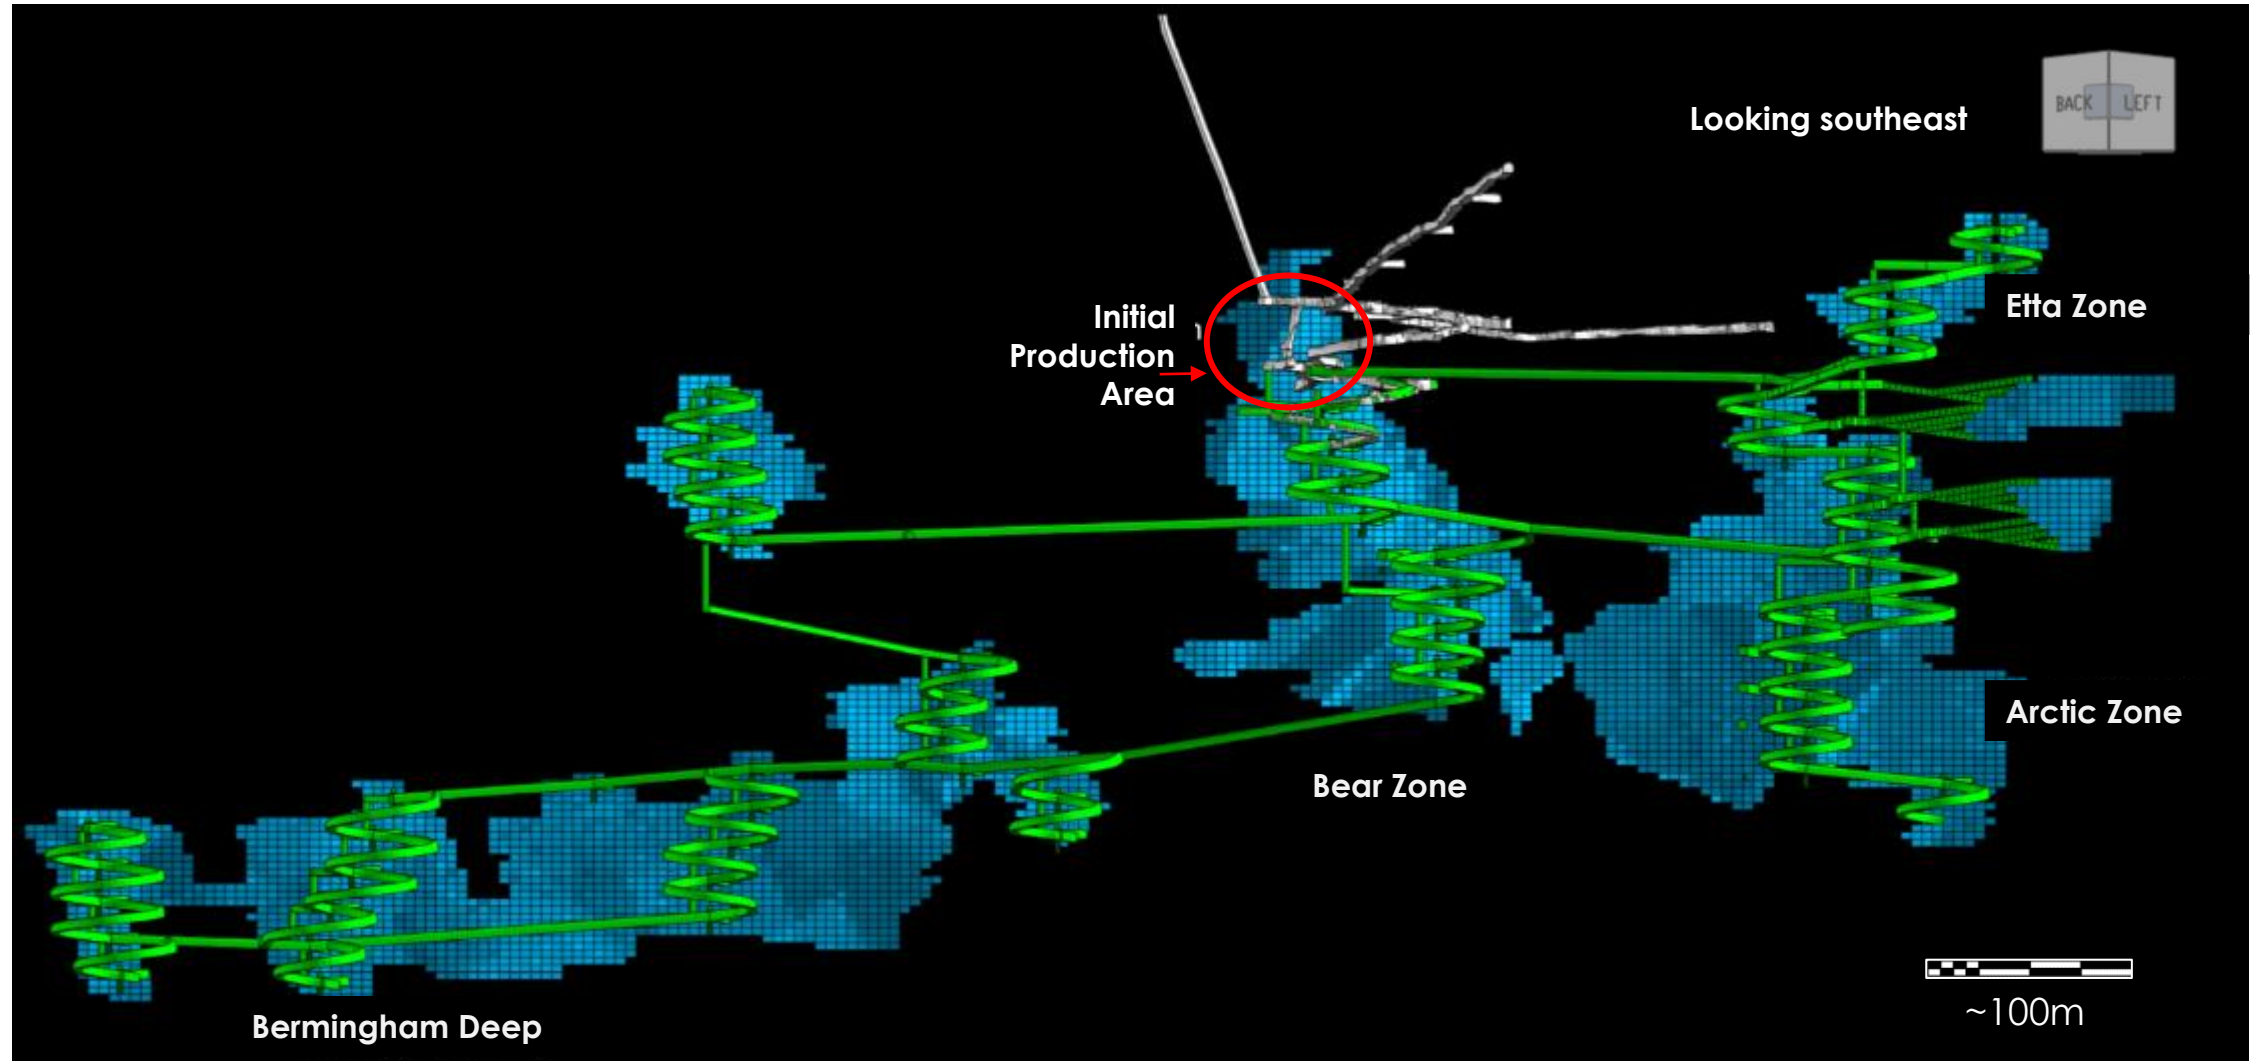 Looking southeast
BACK LEFT
Initial
Production
Area
Etta Zone
Arctic Zone
Bear Zone
~100m
Bermingham Deep